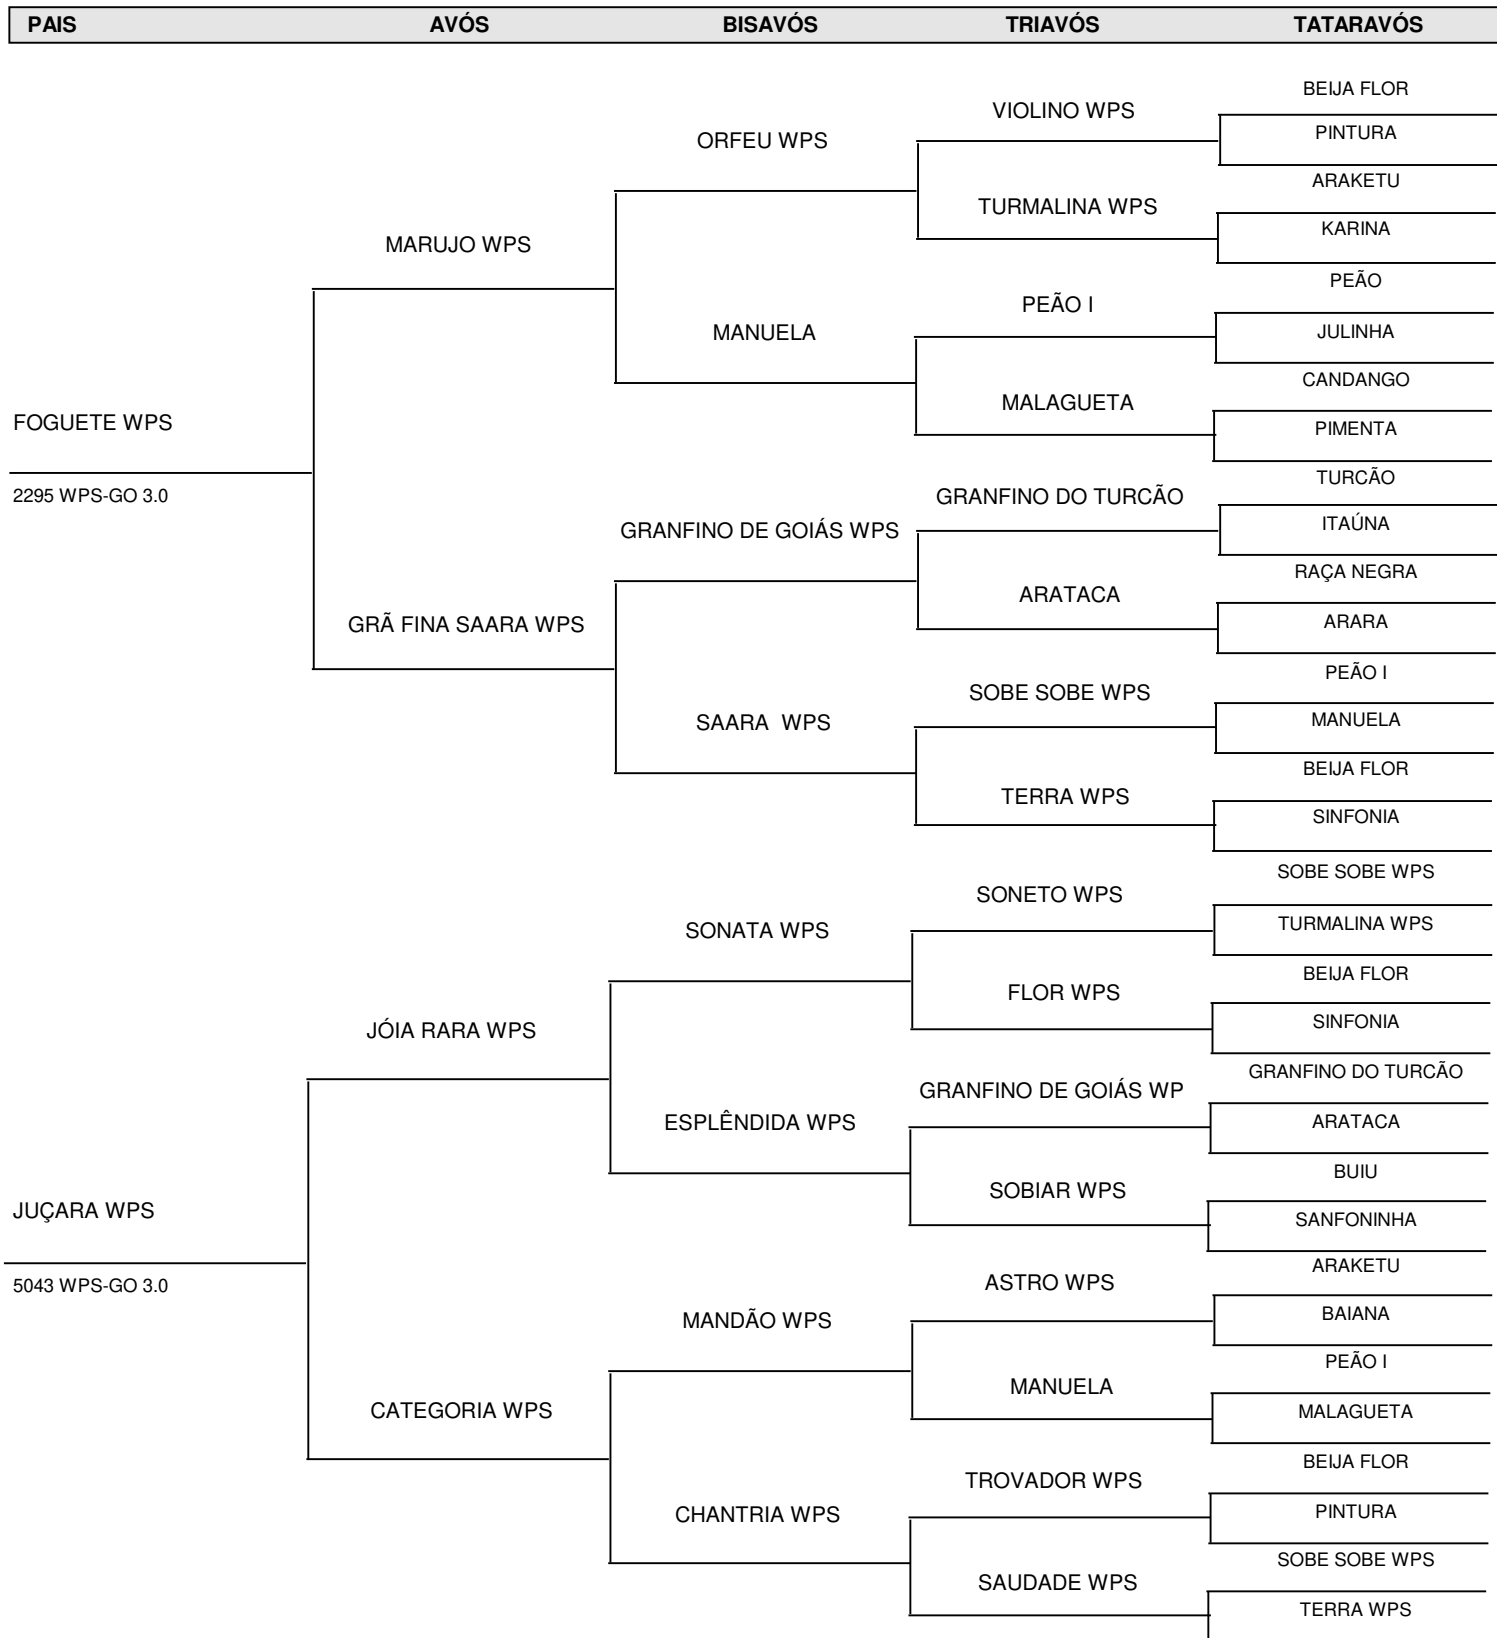 PAIS AVÓS BISAVÓS TRIAVÓS TATARAVÓS
BEIJA FLOR
VIOLINO WPS
PINTURA
ORFEU WPS
ARAKETU
TURMALINA WPS
KARINA
MARUJO WPS
PEÃO
PEÃO I
JULINHA
MANUELA
CANDANGO
MALAGUETA
PIMENTA
FOGUETE WPS
2295 WPS-GO 3.0
TURCÃO
GRANFINO DO TURCÃO
ITAÚNA
GRANFINO DE GOIÁS WPS
RAÇA NEGRA
ARATACA
ARARA
GRÃ FINA SAARA WPS
PEÃO I
SOBE SOBE WPS
MANUELA
SAARA WPS
BEIJA FLOR
TERRA WPS
SINFONIA
SOBE SOBE WPS
SONETO WPS
TURMALINA WPS
SONATA WPS
BEIJA FLOR
FLOR WPS
SINFONIA
JÓIA RARA WPS
GRANFINO DO TURCÃO
GRANFINO DE GOIÁS WP
ARATACA
ESPLÊNDIDA WPS
BUIU
SOBIAR WPS
SANFONINHA
JUÇARA WPS
5043 WPS-GO 3.0
ARAKETU
ASTRO WPS
BAIANA
MANDÃO WPS
PEÃO I
MANUELA
MALAGUETA
CATEGORIA WPS
BEIJA FLOR
TROVADOR WPS
PINTURA
CHANTRIA WPS
SOBE SOBE WPS
SAUDADE WPS
TERRA WPS